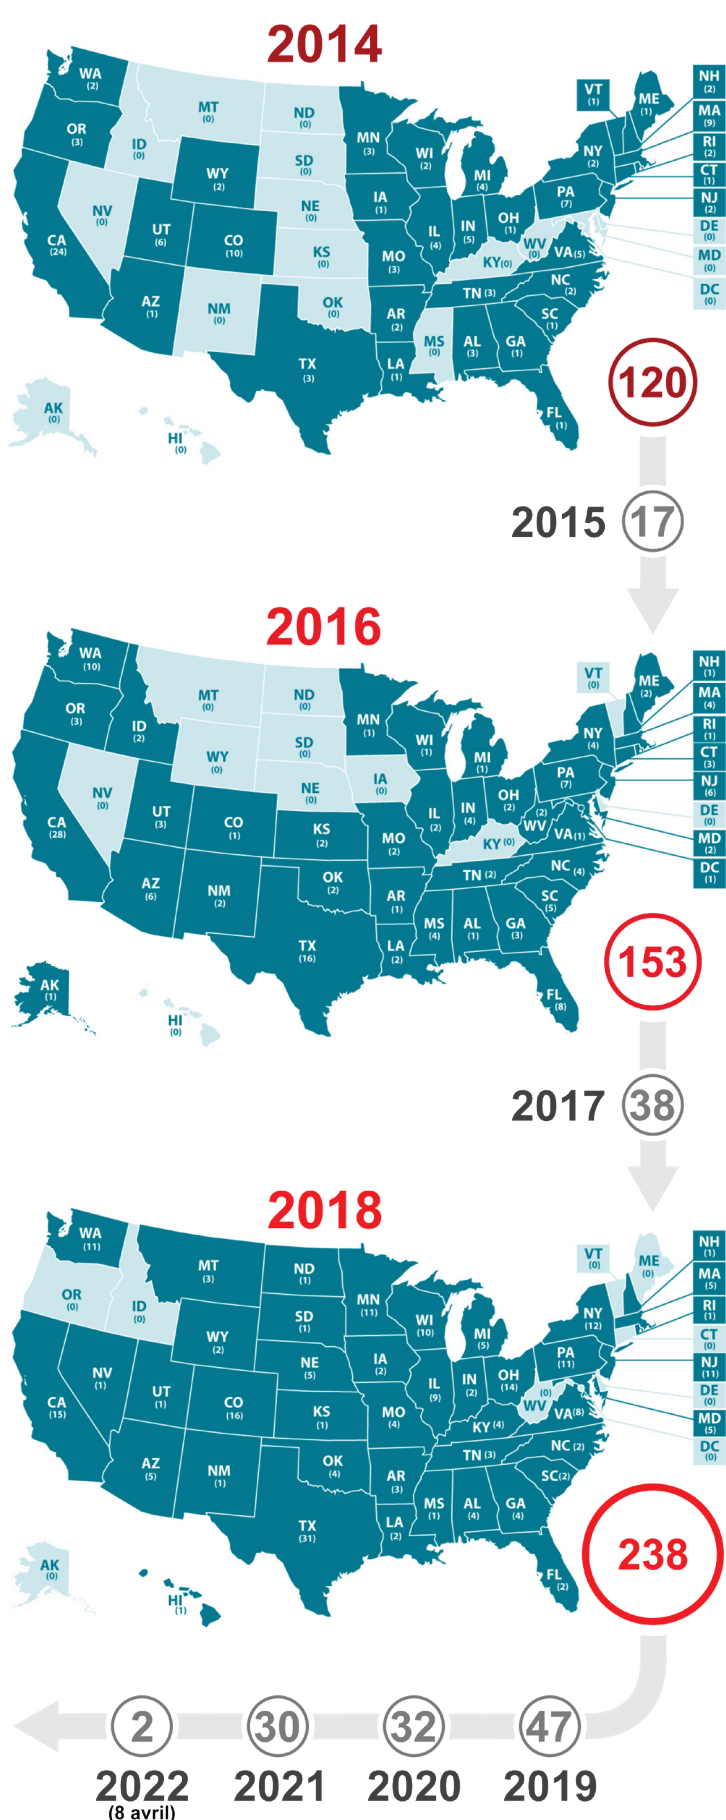 2014
WA
(2)
OR
(3)
CA
(24)
ID
(0)
NV
(0)
MT
(0)
WY
(2)
UT
(6)
CO
(10)
AZ
(1)
NM
(0)
ND
(0)
SD
(0)
NE
(0)
KS
(0)
OK
(0)
TX
(3)
MN
(3)
IA
(1)
MO
(3)
AR
(2)
LA
(1)
WI
(2)
IL
(4)
MI
(4)
IN
(5)
OH
(1)
KY(0)
TN (3)
MS
(0)
AL
(3)
GA
(1)
FL
(1)
SC
(1)
NC
(2)
VA(5)
WV
(0)
PA
(7)
NY
(2)
VT
(1)
ME
(1)
NH
(2)
MA
(9)
RI
(2)
CT
(1)
NJ
(2)
DE
(0)
MD
(0)
DC
(0)
AK
(0)
HI
(0)
120
2015 17
2016
WA
(10)
OR
(3)
CA
(28)
ID
(2)
NV
(0)
MT
(0)
WY
(0)
UT
(3)
CO
(1)
AZ
(6)
NM
(2)
ND
(0)
SD
(0)
NE
(0)
KS
(2)
OK
(2)
TX
(16)
MN
(1)
IA
(0)
MO
(2)
AR
(1)
LA
(2)
WI
(1)
IL
(2)
MI
(1)
IN
(4)
OH
(2)
KY(0)
TN (2)
MS
(4)
AL
(1)
GA
(3)
FL
(8)
SC
(5)
NC (4)
VA(1)
(2)
WV
PA
(7)
NY
(4)
VT
(0)
ME
(2)
NH
(1)
MA
(4)
RI
(1)
CT
(3)
NJ
(6)
DE
(0)
MD
(2)
DC
(1)
AK
(1)
HI
(0)
153
2017 38
2018
WA
(11)
OR
(0)
CA
(15)
ID
(0)
NV
(1)
MT
(3)
WY
(2)
UT
(1)
CO
(16)
AZ
(5)
NM
(1)
ND
(1)
SD
(1)
NE
(5)
KS
(1)
OK
(4)
TX
(31)
MN
(11)
IA
(2)
MO
(4)
AR
(3)
LA
(2)
WI
(10)
IL
(9)
MI
(5)
IN
(2)
OH
(14)
KY (4)
TN (3)
MS
(1)
AL
(4)
GA
(4)
FL
(2)
SC(2)
NC (2)
VA(8)
(0)
WV
PA
(11)
NY
(12)
VT
(0)
ME
(0)
NH
(1)
MA
(5)
RI
(1)
CT
(0)
NJ
(11)
DE
(0)
MD
(5)
DC
(0)
AK
(0)
HI
(1)
238
2 30 32 47
2022 2021 2020 2019
(8 avril)